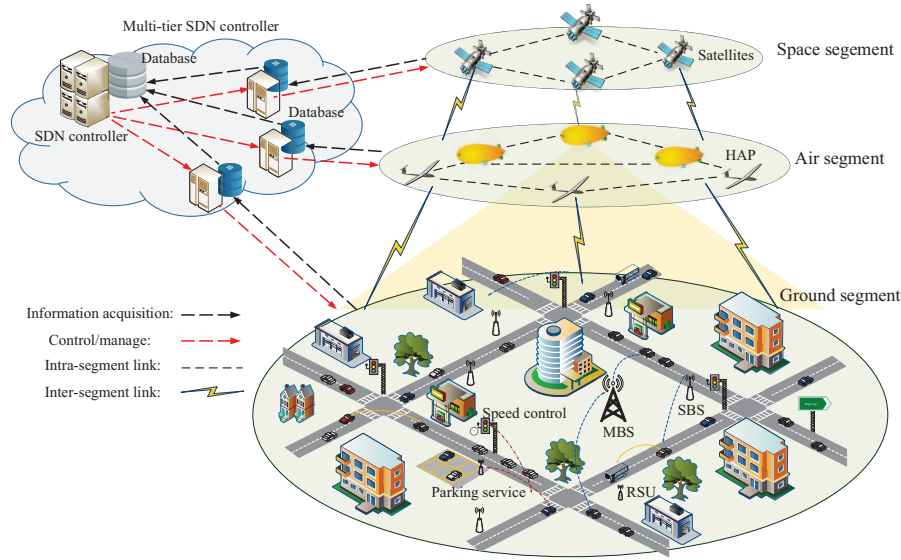 Multi-tier SDN controller
Database
Database
SDN controller
Satellites
Space segement
HAP
Air segment
Ground segment
Information acquisition:
Control/manage:
Intra-segment link:
Inter-segment link:
Speed control
MBS
SBS
Parking service
RSU